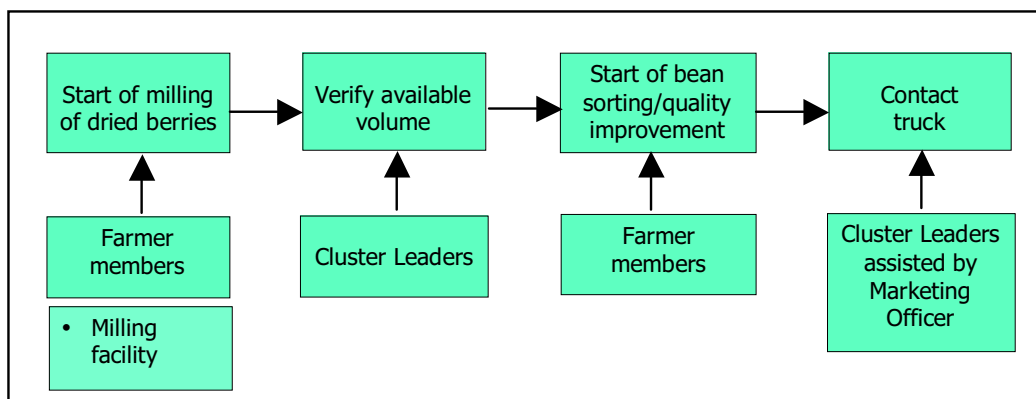 Start of milling
of dried berries
Verify available
volume
Start of bean
sorting/quality
improvement
Contact
truck
Farmer
members
Cluster Leaders
Farmer
members
Cluster Leaders
assisted by
Marketing
Officer
• Milling
facility